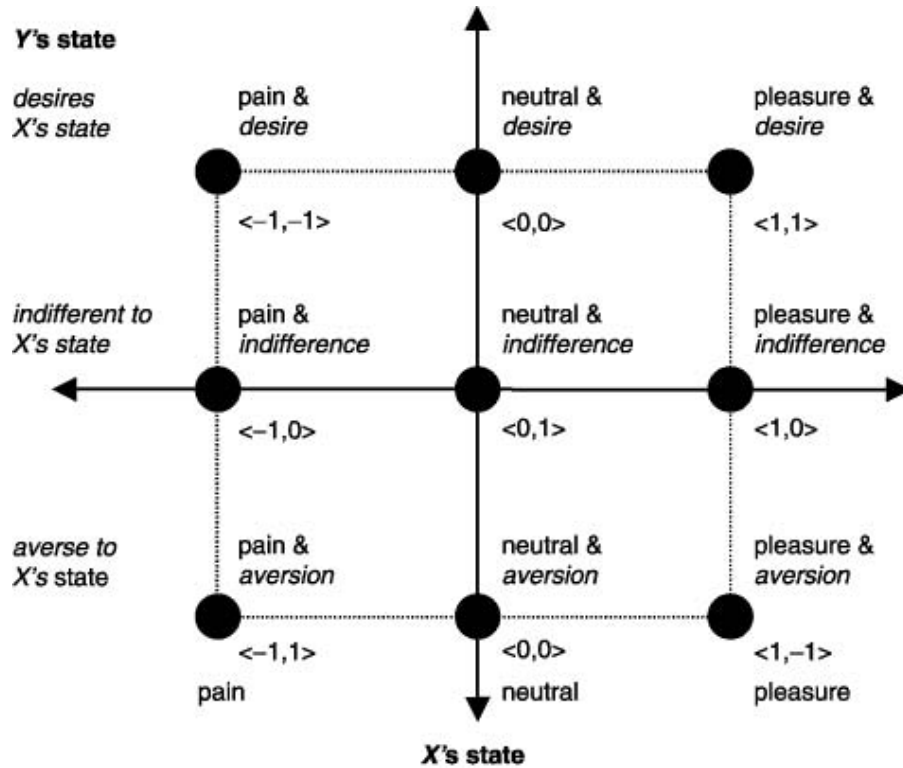 Y's state
desires
X's state
pain &
desire
neutral &
desire
pleasure &
desire
<−1,−1>
<0,0>
<1,1>
indifferent to
X's state
pain &
indifference
neutral &
indifference
pleasure &
indifference
<−1,0>
<0,1>
<1,0>
averse to
X's state
pain &
aversion
neutral &
aversion
pleasure &
aversion
<−1,1>
<0,0>
<1,−1>
pain
neutral
pleasure
X's state